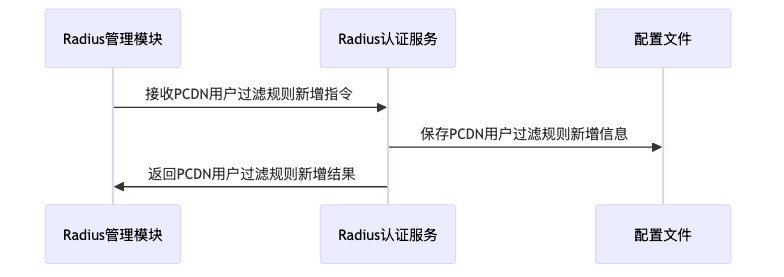 Radius管理模块
Radius认证服务
配置文件
接收PCDN用户过滤规则新增指令
保存PCDN用户过滤规则新增信息
返回PCDN用户过滤规则新增结果
Radius管理模块
Radius认证服务
配置文件